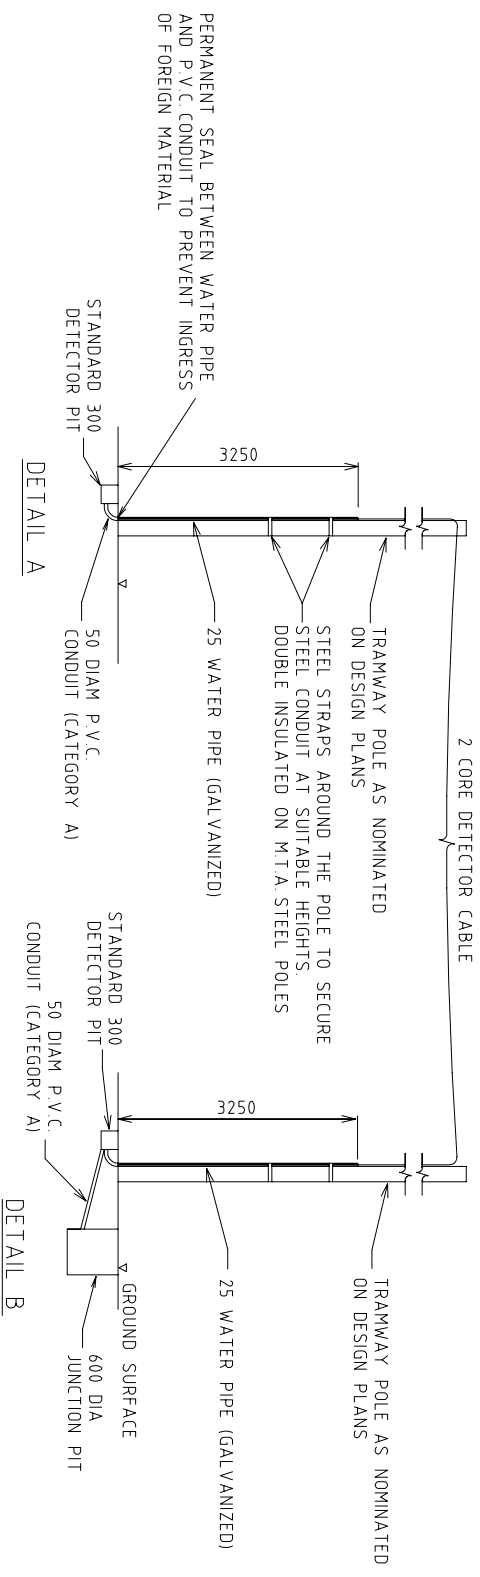 2 CORE DETECTOR CABLE
TRAMWAY POLE AS NOMINATED
ON DESIGN PLANS
STEEL STRAPS AROUND THE POLE TO SECURE
STEEL CONDUIT AT SUITABLE HEIGHTS.
DOUBLE INSULATED ON M.T.A. STEEL POLES
3250
25 WATER PIPE (GALVANIZED)
PERMANENT SEAL BETWEEN WATER PIPE
AND P.V.C. CONDUIT TO PREVENT INGRESS
OF FOREIGN MATERIAL
STANDARD 300
DETECTOR PIT
50 DIAM P.V.C.
CONDUIT (CATEGORY A)
DETAIL A
TRAMWAY POLE AS NOMINATED
ON DESIGN PLANS
3250
25 WATER PIPE (GALVANIZED)
GROUND SURFACE
STANDARD 300
DETECTOR PIT
600 DIA
JUNCTION PIT
50 DIAM P.V.C.
CONDUIT (CATEGORY A)
DETAIL B